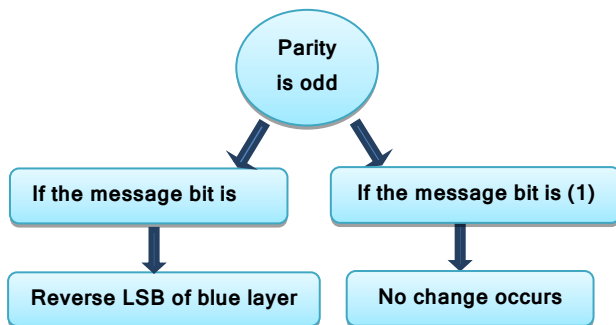 Parity
is odd
If the message bit is
If the message bit is (1)
Reverse LSB of blue layer
No change occurs